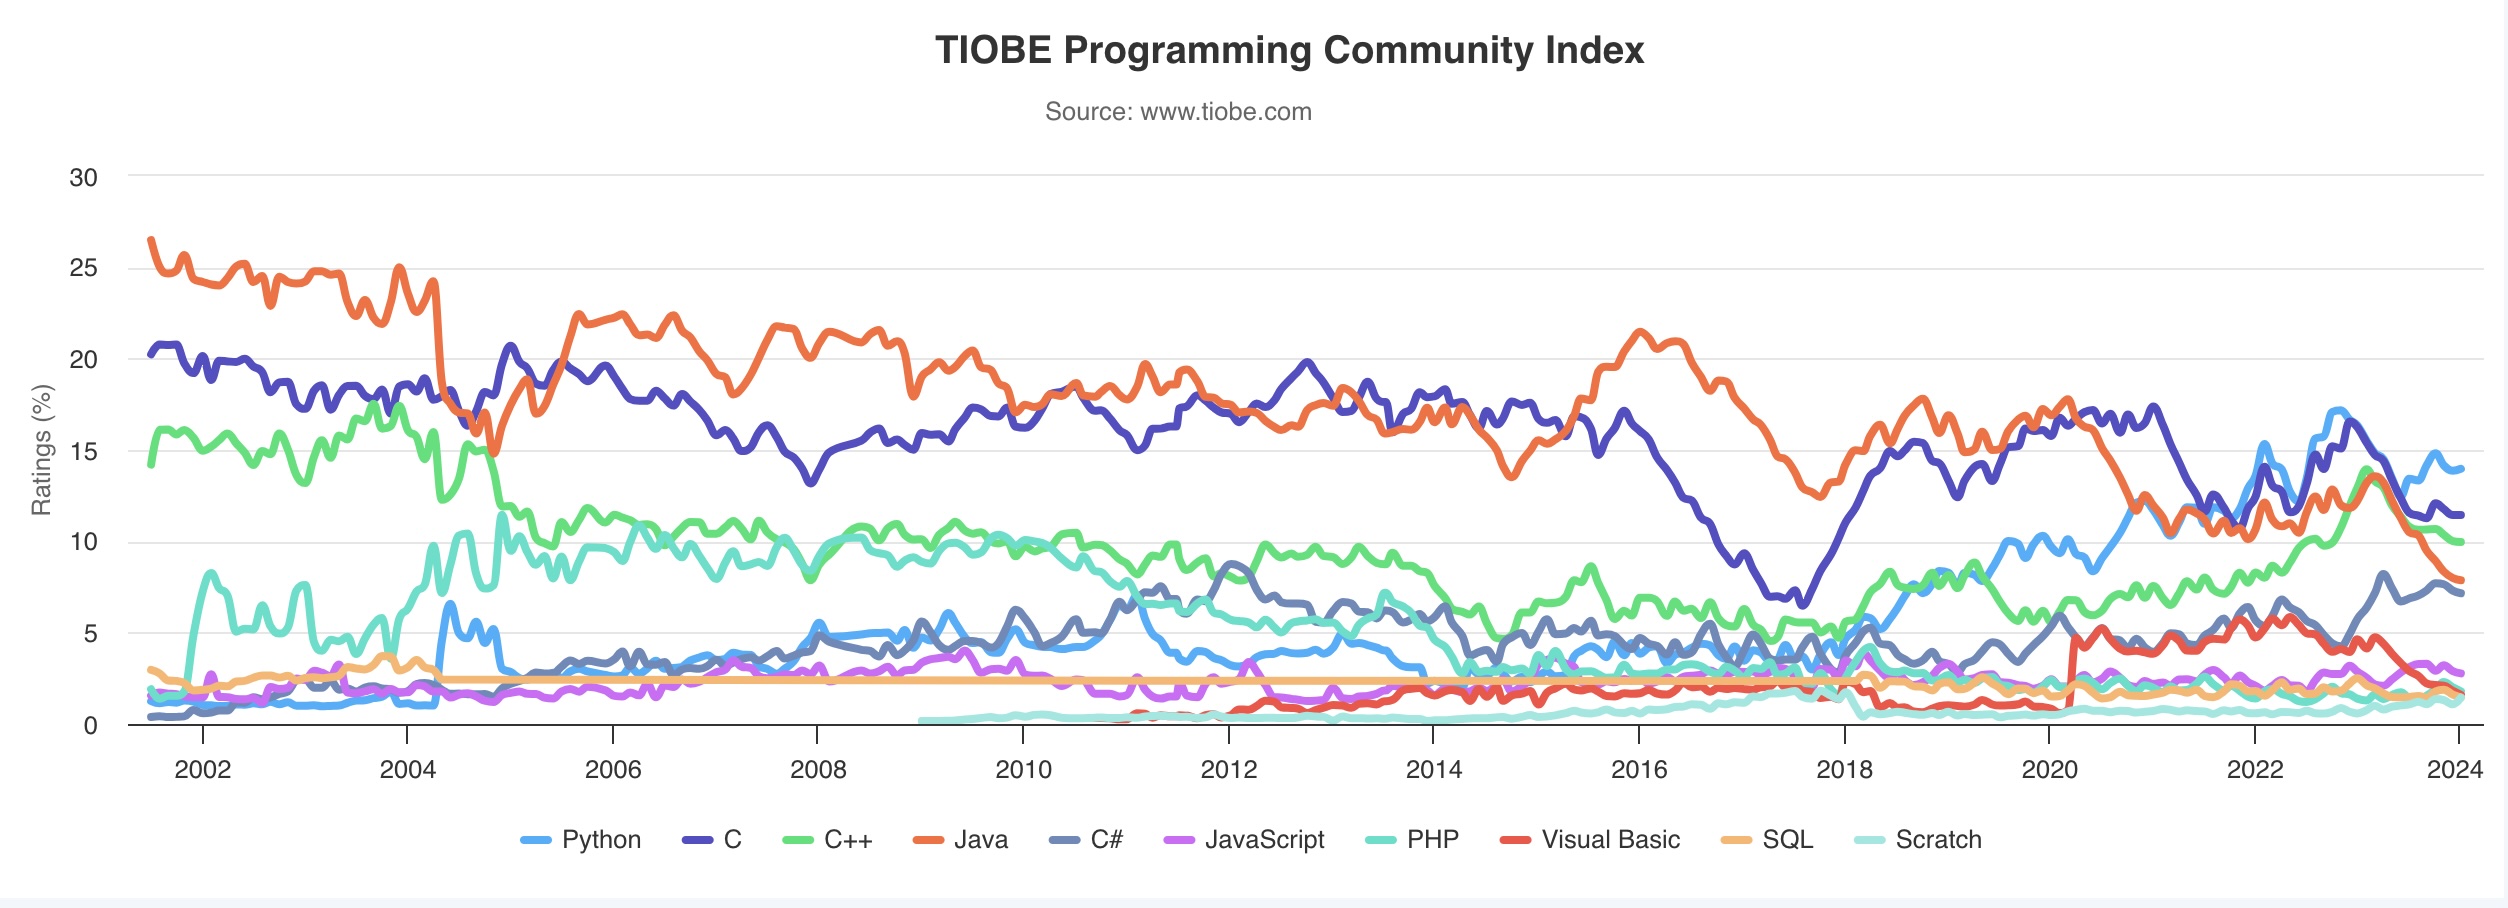 TIOBE Programming Community Index
Source: www.tiobe.com
Ratings (%)
30
25
20
15
10
5
0
2002 2004 2006 2008 2010 2012 2014 2016 2018 2020 2022 2024
Python C C++ Java C# JavaScript PHP Visual Basic SQL Scratch